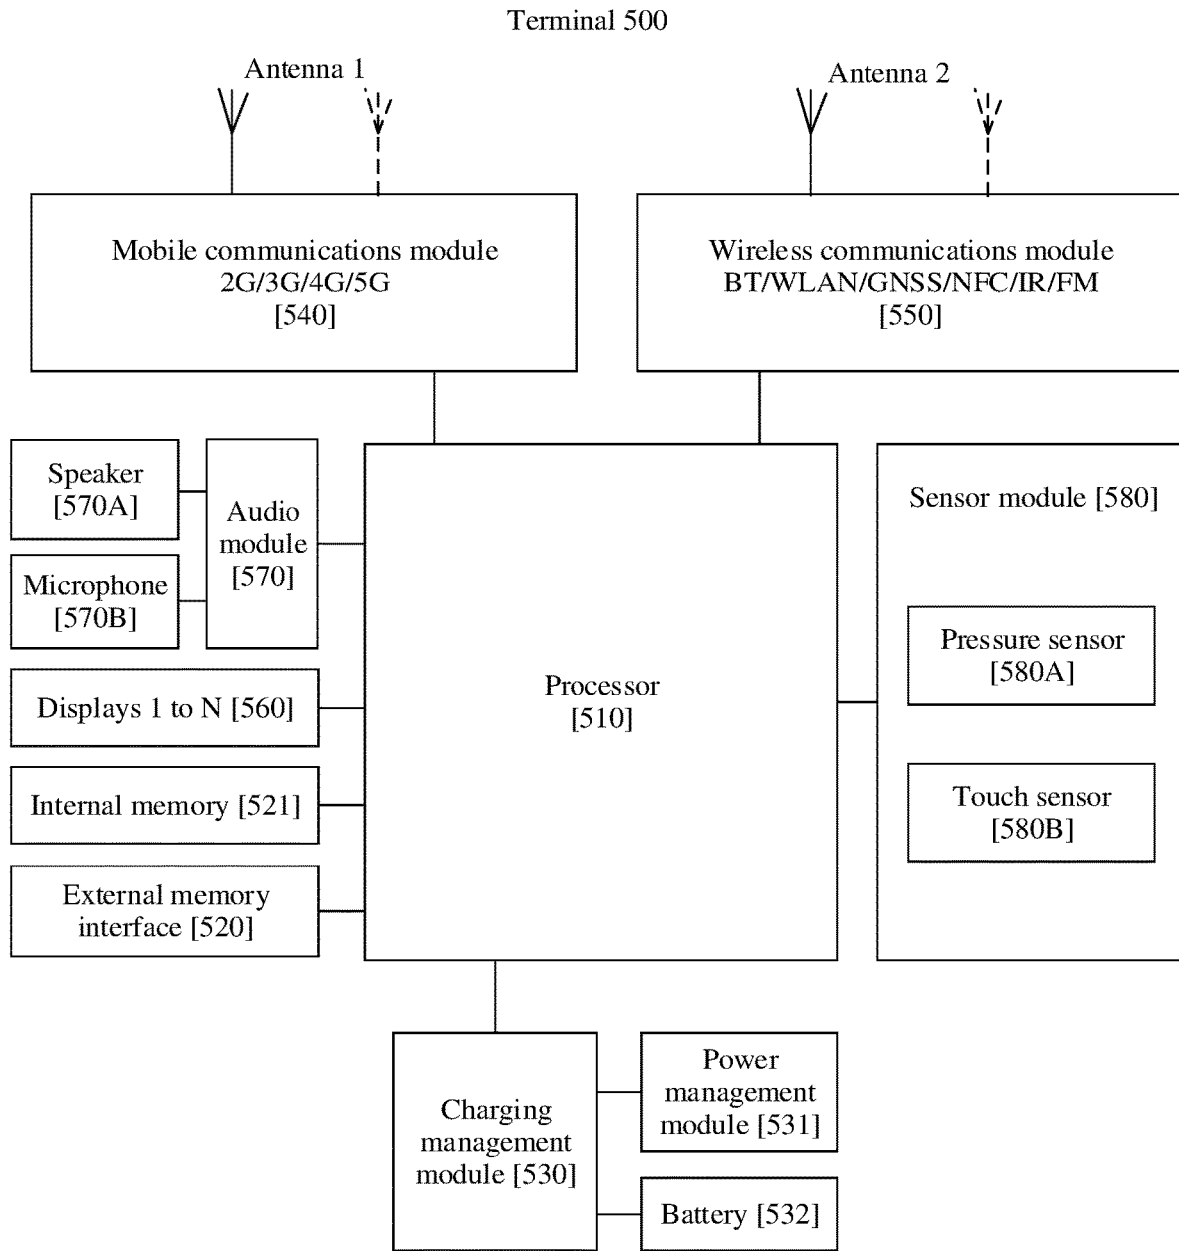 Terminal 500
Antenna 1
Antenna 2
Mobile communications module
2G/3G/4G/5G
[540]
Wireless communications module
BT/WLAN/GNSS/NFC/IR/FM
[550]
Speaker
[570A]
Microphone
[570B]
Audio
module
[570]
Displays 1 to N [560]
Internal memory [521]
External memory
interface [520]
Processor
[510]
Sensor module [580]
Pressure sensor
[580A]
Touch sensor
[580B]
Charging
management
module [530]
Power
management
module [531]
Battery [532]